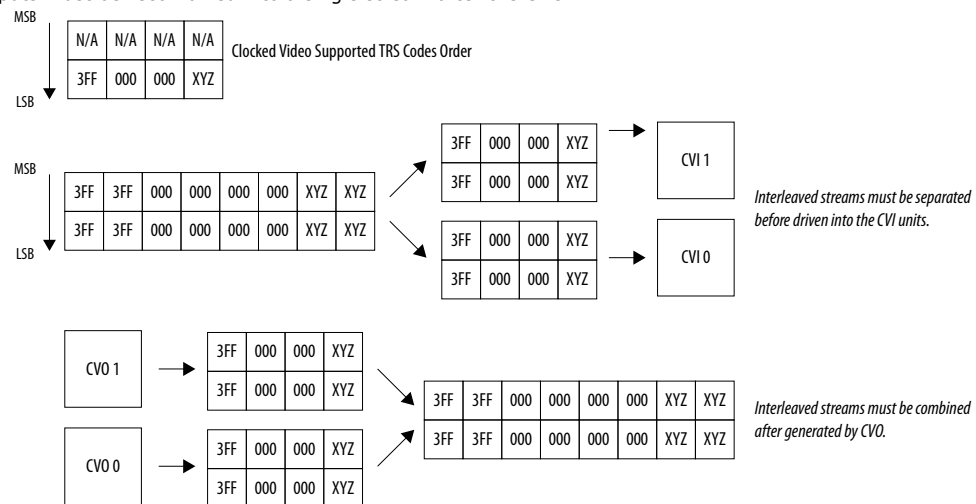 MSB
N/A N/A N/A N/A
Clocked Video Supported TRS Codes Order
3FF 000 000 XYZ
LSB
3FF 000 000 XYZ
3FF 000 000 XYZ
CVI 1
MSB
3FF 3FF 000 000 000 000 XYZ XYZ
3FF 3FF 000 000 000 000 XYZ XYZ
LSB
Interleaved streams must be separated
before driven into the CVI units.
3FF 000 000 XYZ
3FF 000 000 XYZ
CVI 0
CVO 1
3FF 000 000 XYZ
3FF 000 000 XYZ
3FF 3FF 000 000 000 000 XYZ XYZ
3FF 3FF 000 000 000 000 XYZ XYZ
Interleaved streams must be combined
after generated by CVO.
CVO 0
3FF 000 000 XYZ
3FF 000 000 XYZ